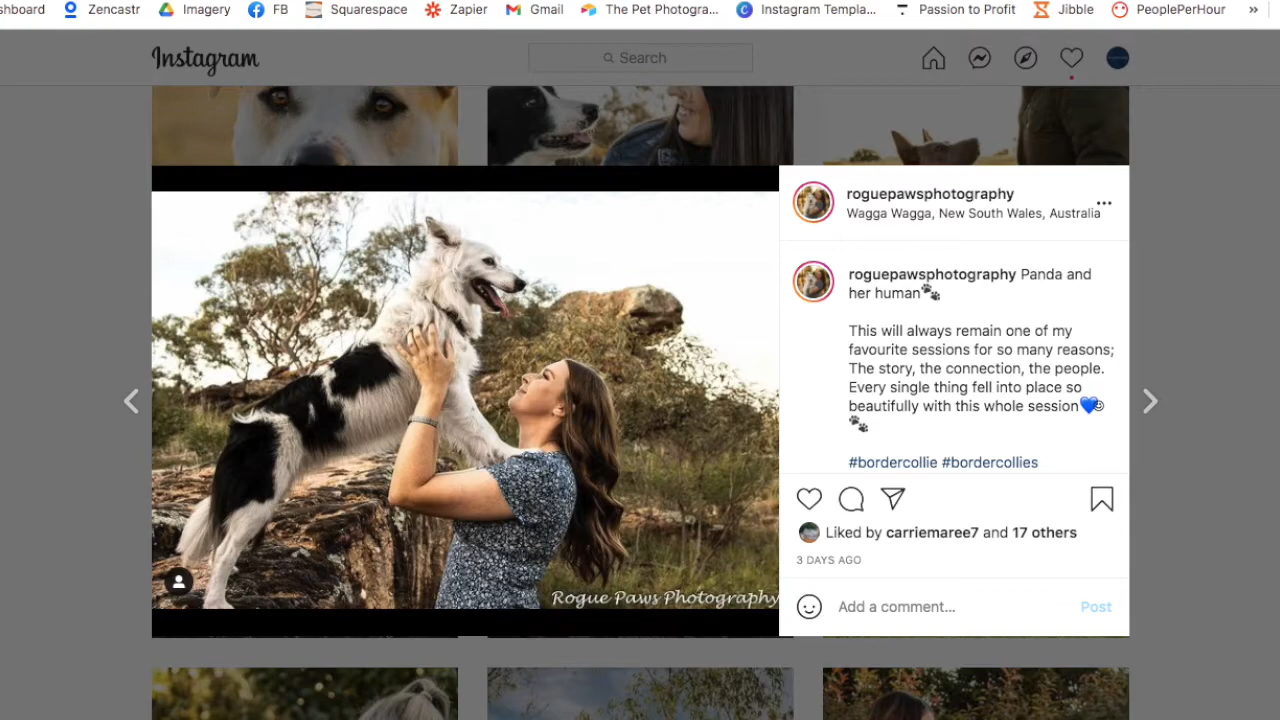 shboard Zencastr Imagery FB Squarespace Zapier Gmail The Pet Photogra... Instagram Templa... Passion to Profit Jibble PeoplePerHour »
Instagram Search
roguepawsphotography
Wagga Wagga, New South Wales, Australia
roguepawsphotography Panda and
her human🐾
This will always remain one of my
favourite sessions for so many reasons;
The story, the connection, the people.
Every single thing fell into place so
beautifully with this whole session💙☺
🐾
#bordercollie #bordercollies
Liked by carriemaree7 and 17 others
3 DAYS AGO
Add a comment... Post
Rogue Paws Photography